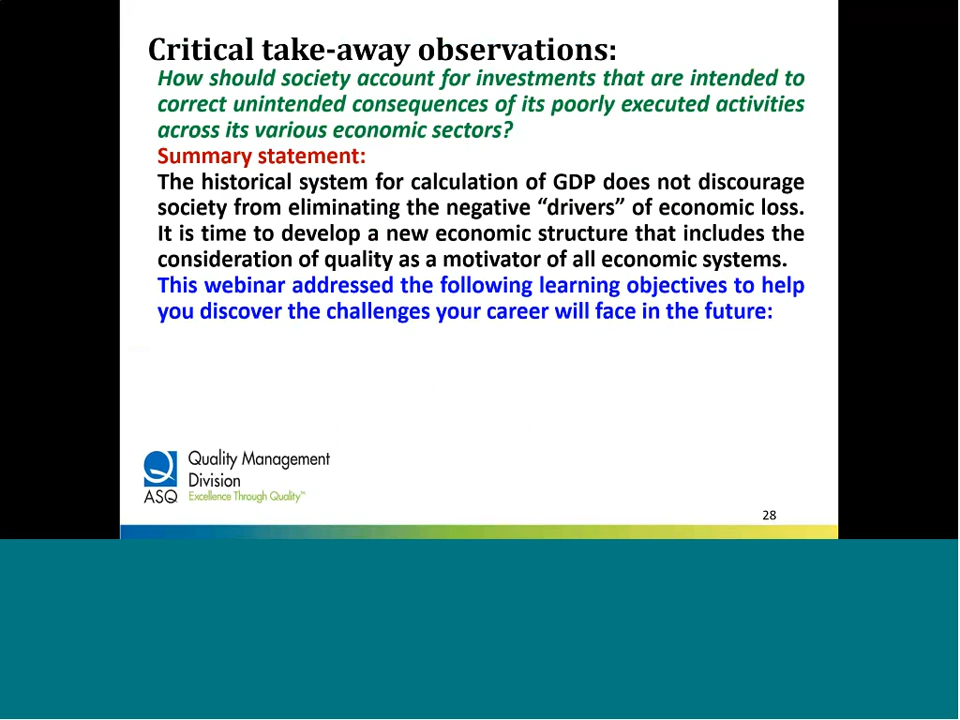 Critical take-away observations:
How should society account for investments that are intended to
correct unintended consequences of its poorly executed activities
across its various economic sectors?
Summary statement:
The historical system for calculation of GDP does not discourage
society from eliminating the negative “drivers” of economic loss.
It is time to develop a new economic structure that includes the
consideration of quality as a motivator of all economic systems.
This webinar addressed the following learning objectives to help
you discover the challenges your career will face in the future:
Quality Management
Division
ASQ Excellence Through Quality™
28